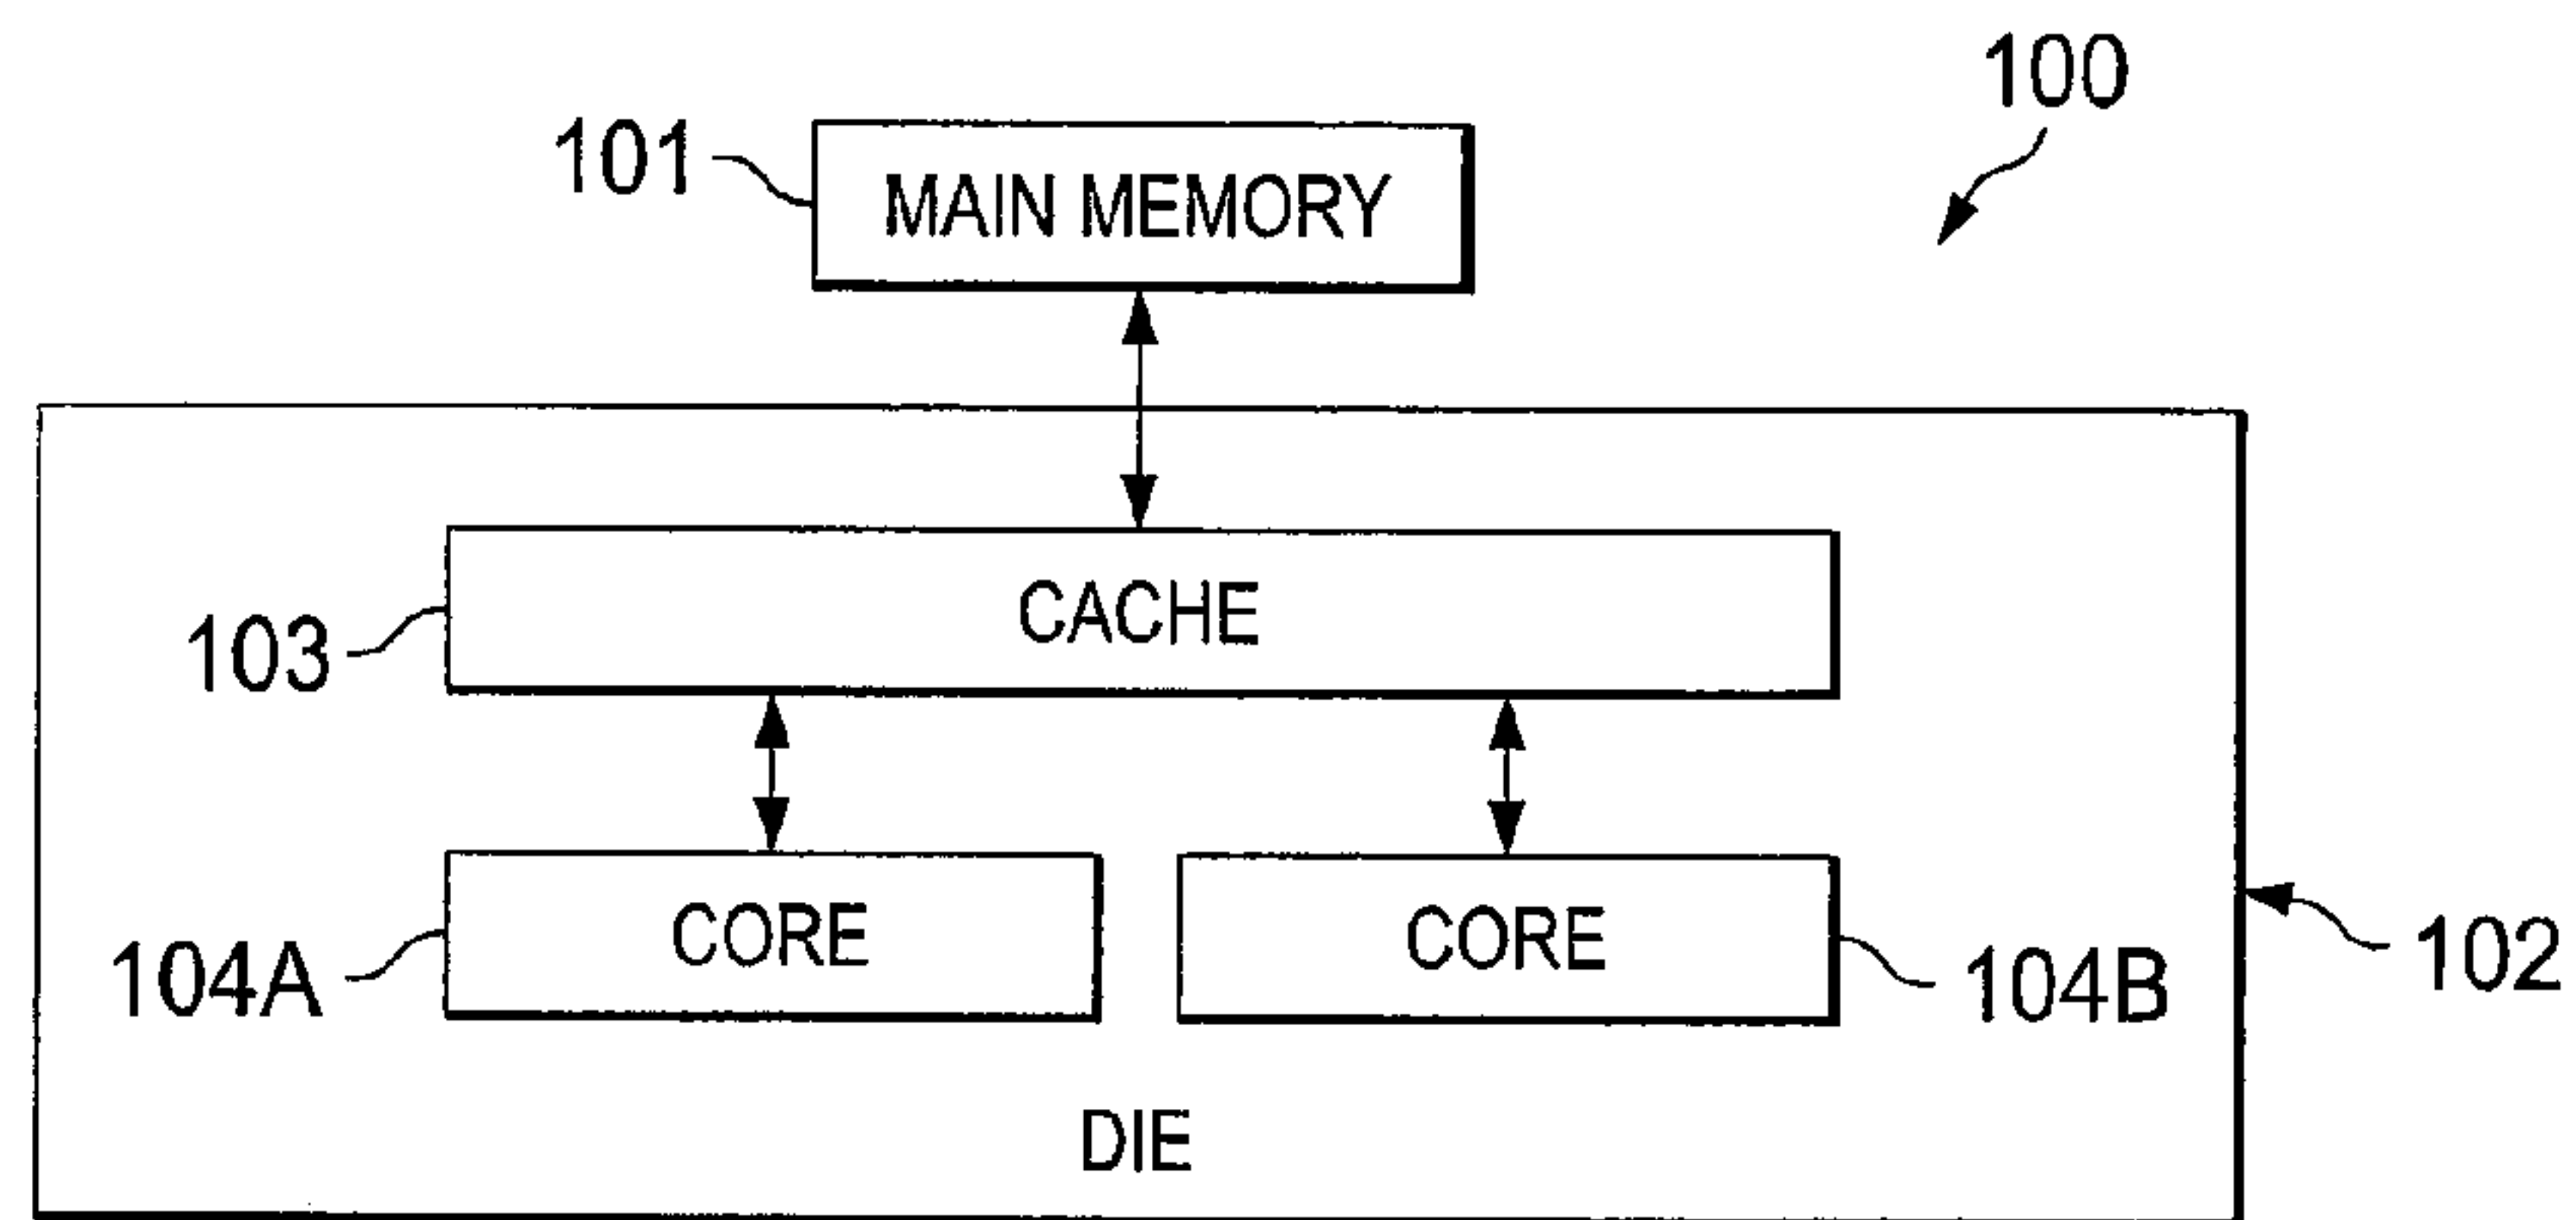 100
101
MAIN MEMORY
CACHE
103
CORE
CORE
104A
104B
102
DIE